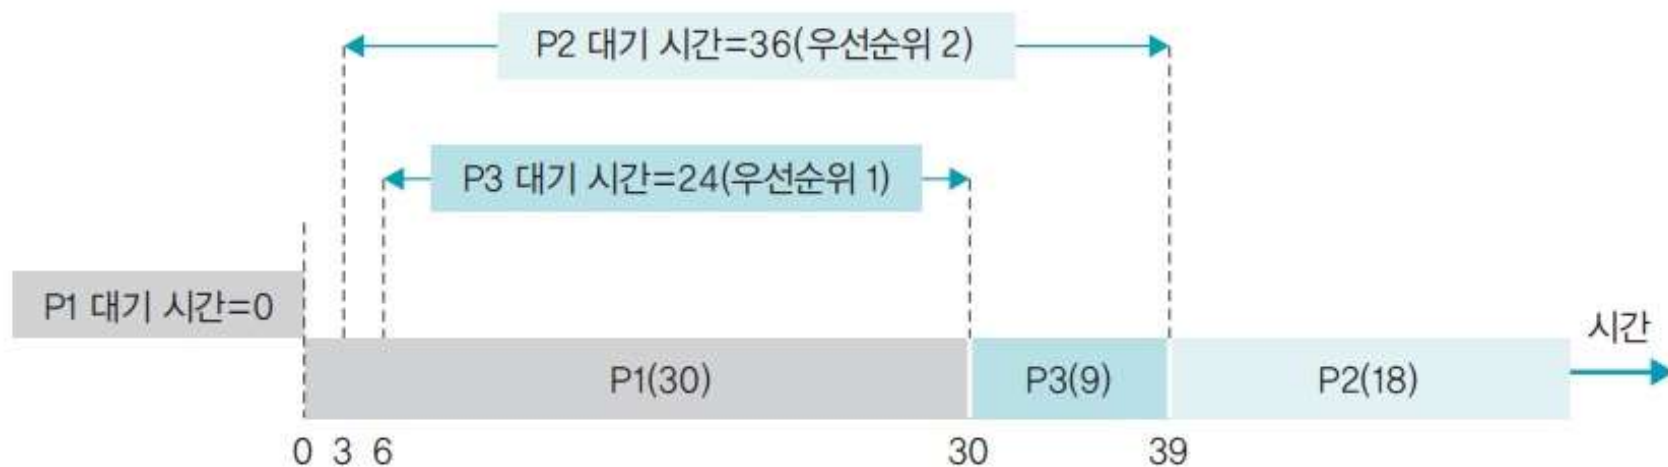 P2 대기 시간=36(우선순위 2)
P3 대기 시간=24(우선순위 1)
P1 대기 시간=0
시간
P1(30)
P3(9)
P2(18)
0 3 6 30 39